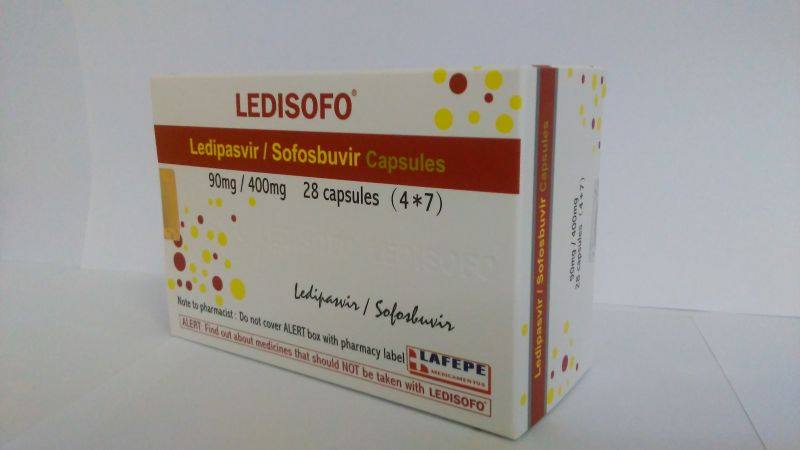 LEDISOFO®
Ledipasvir / Sofosbuvir Capsules
90mg / 400mg 28 capsules (4*7)
LEDISOFO
Ledipasvir / Sofosbuvir
Note to pharmacist : Do not cover ALERT box with pharmacy label
ALERT Find out about medicines that should NOT be taken with LEDISOFO®
LAFEPE
MEDICAMENTOS
Ledipasvir / Sofosbuvir Capsules
90mg / 400mg
28 capsules (4*7)